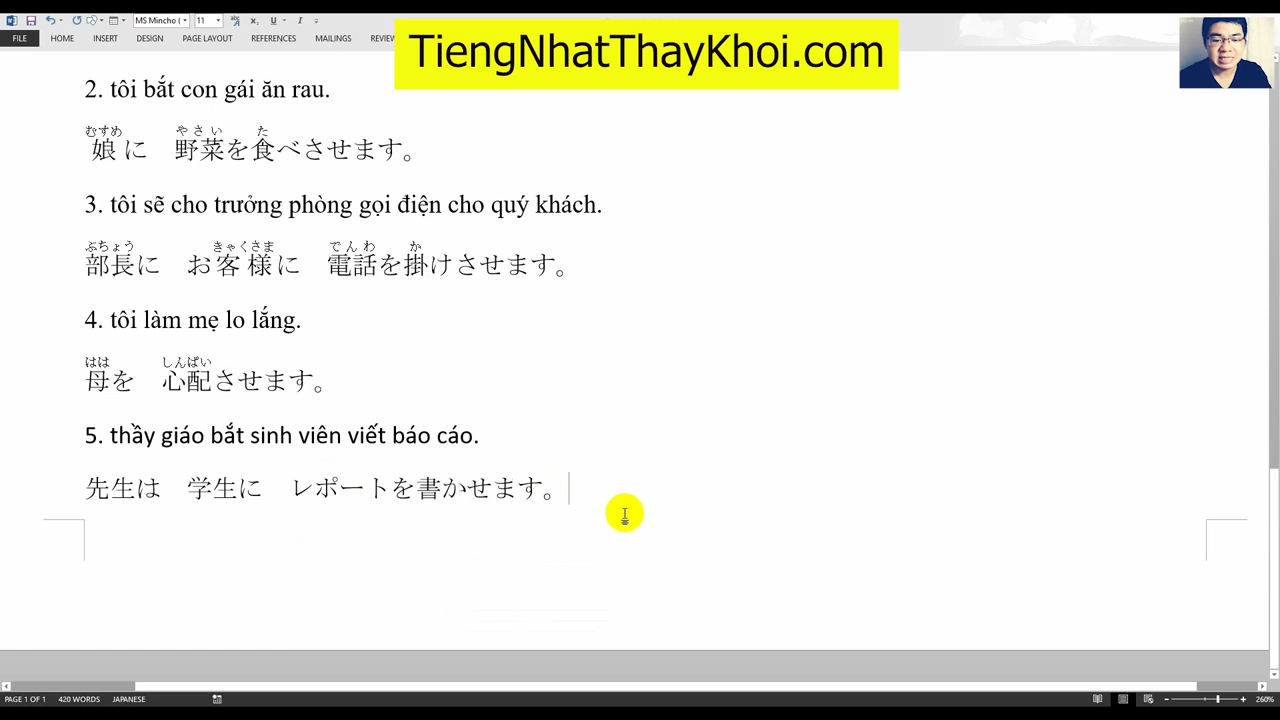 MS Mincho ( 11
FILE HOME INSERT DESIGN PAGE LAYOUT REFERENCES MAILINGS REVIEW
TiengNhatThayKhoi.com
2. tôi bắt con gái ăn rau.
むすめ やさい た
娘に 野菜を食べさせます。
3. tôi sẽ cho trưởng phòng gọi điện cho quý khách.
ぶちょう きゃくさま でんわ か
部長に お客様に 電話を掛けさせます。
4. tôi làm mẹ lo lắng.
はは しんぱい
母を 心配させます。
5. thầy giáo bắt sinh viên viết báo cáo.
先生は 学生に レポートを書かせます。
PAGE 1 OF 1 420 WORDS JAPANESE 260%